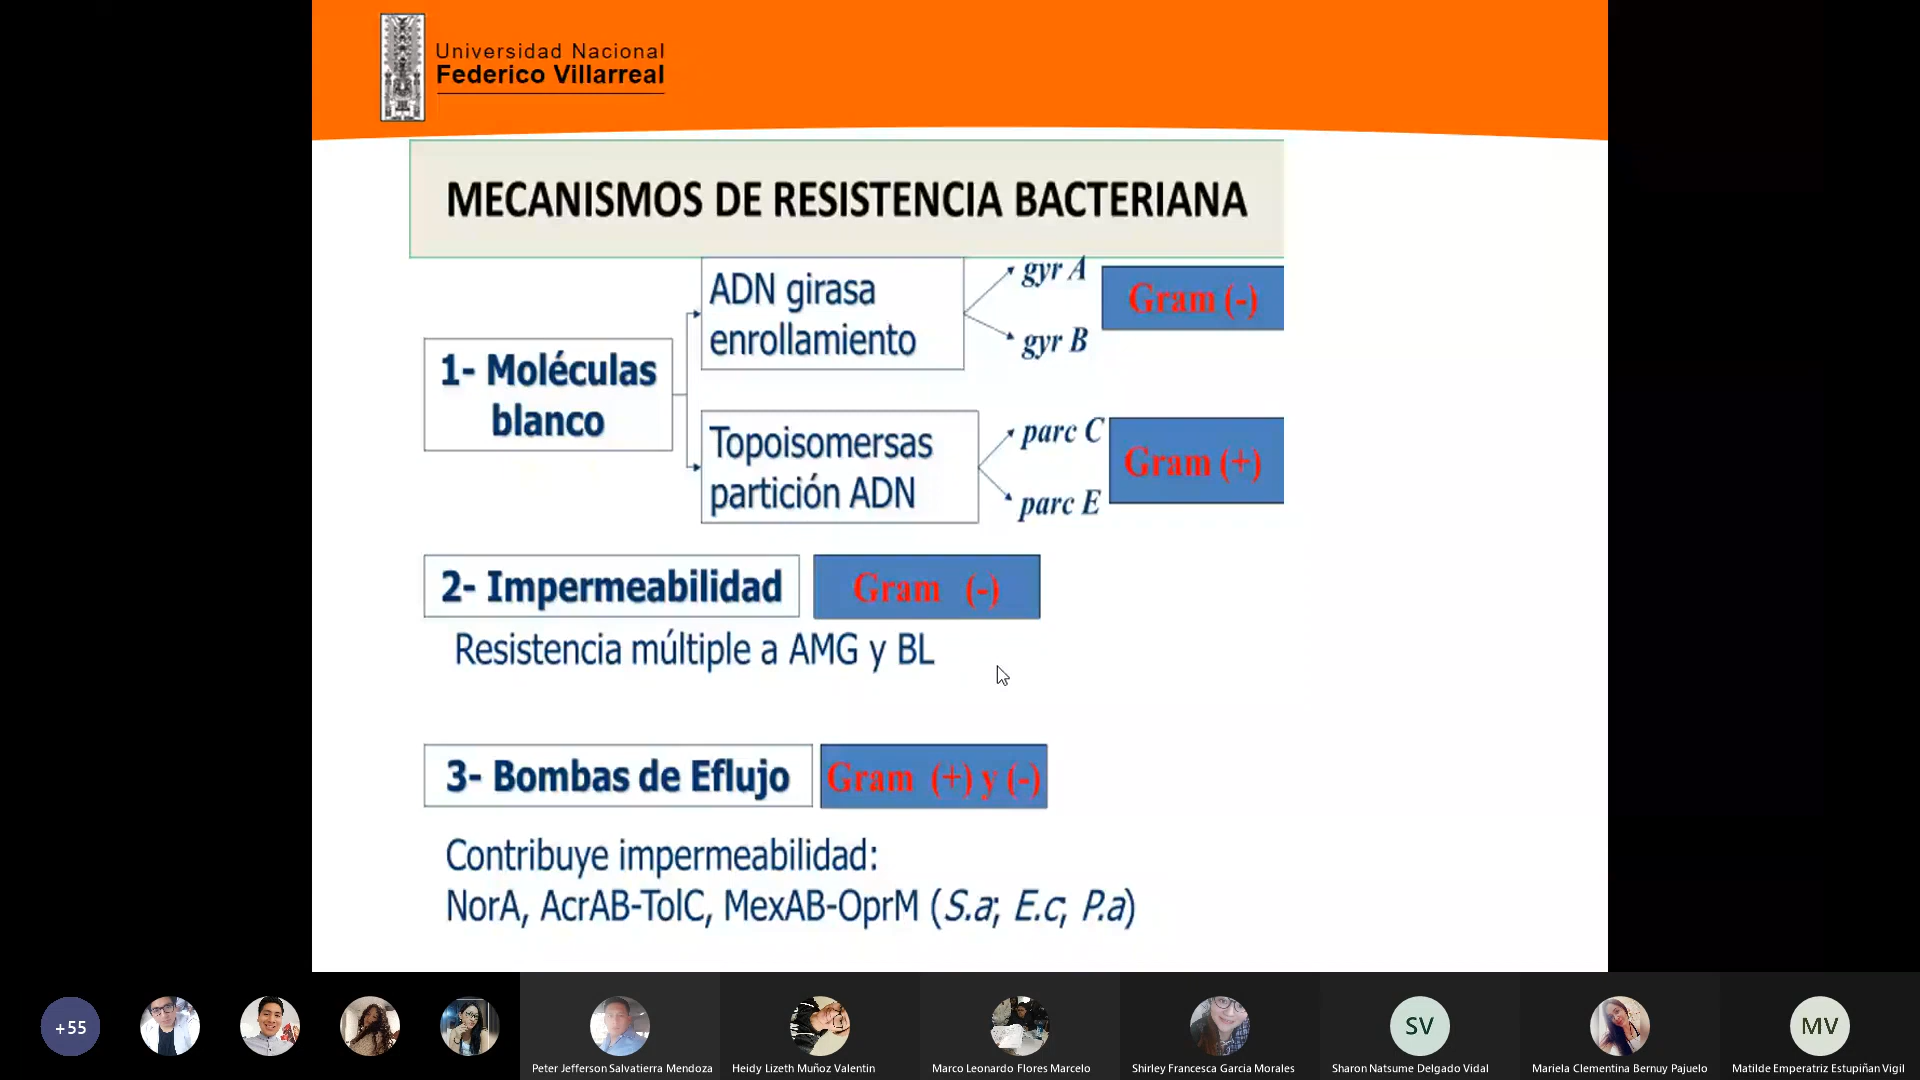 Universidad Nacional
Federico Villarreal
MECANISMOS DE RESISTENCIA BACTERIANA
1- Moléculas
blanco
ADN girasa
enrollamiento
gyr A
gyr B
Gram (-)
Topoisomersas
partición ADN
parc C
parc E
Gram (+)
2- Impermeabilidad
Gram (-)
Resistencia múltiple a AMG y BL
3- Bombas de Eflujo
Gram (+) y (-)
Contribuye impermeabilidad:
NorA, AcrAB-TolC, MexAB-OprM (S.a; E.c; P.a)
+55
SV
MV
Peter Jefferson Salvatierra Mendoza
Heidy Lizeth Muñoz Valentin
Marco Leonardo Flores Marcelo
Shirley Francesca Garcia Morales
Sharon Natsume Delgado Vidal
Mariela Clementina Bernuy Pajuelo
Matilde Emperatriz Estupiñan Vigil